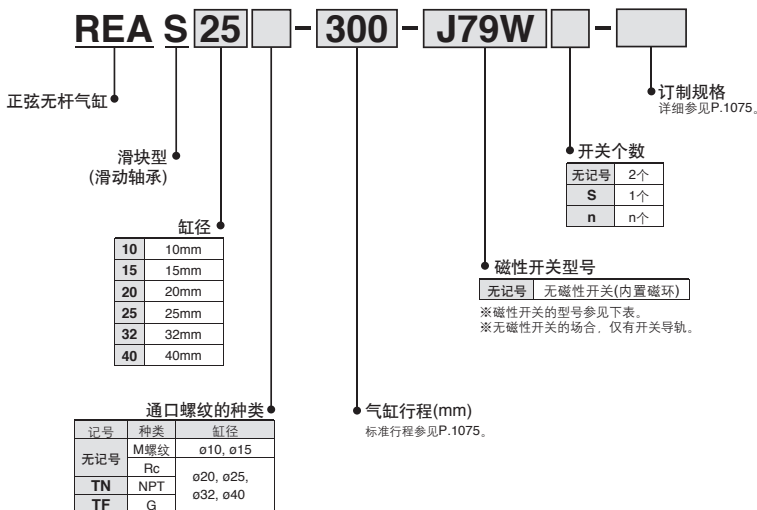 REA S 25 - 300 - J79W -
正弦无杆气缸
订制规格
详细参见P.1075。
滑块型
(滑动轴承)
开关个数
无记号 2个
S 1个
n n个
缸径
10 10mm
15 15mm
20 20mm
25 25mm
32 32mm
40 40mm
磁性开关型号
无记号 无磁性开关(内置磁环)
※磁性开关的型号参见下表。
※无磁性开关的场合，仅有开关导轨。
通口螺纹的种类
记号 种类 缸径
无记号 M螺纹 ø10, ø15
Rc ø20, ø25,
TN NPT ø32, ø40
TF G
气缸行程(mm)
标准行程参见P.1075。